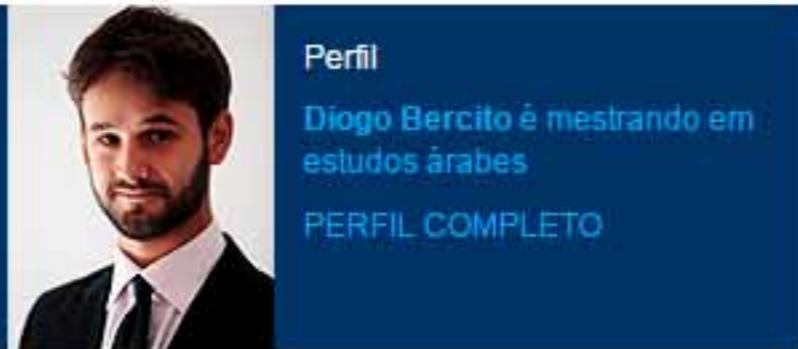 Perfil
Diogo Bercito é mestrando em
estudos árabes
PERFIL COMPLETO